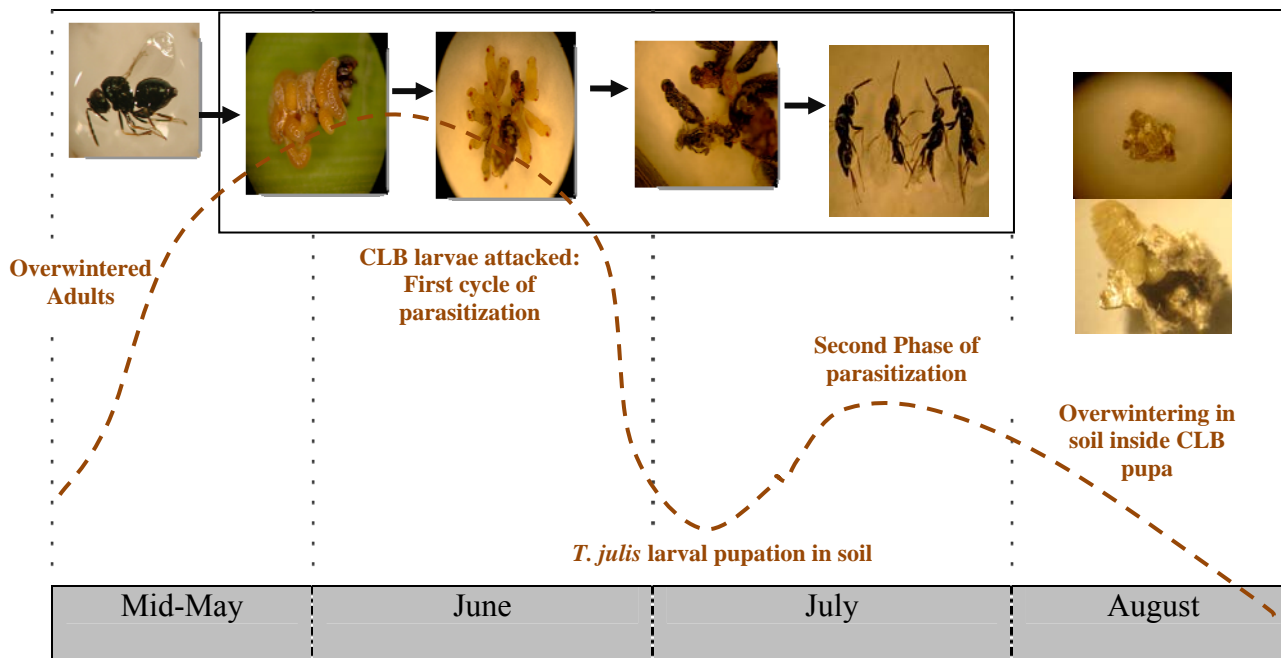 Overwintered
Adults
CLB larvae attacked:
First cycle of
parasitization
Second Phase of
parasitization
Overwintering in
soil inside CLB
pupa
T. julis larval pupation in soil
Mid-May
June
July
August